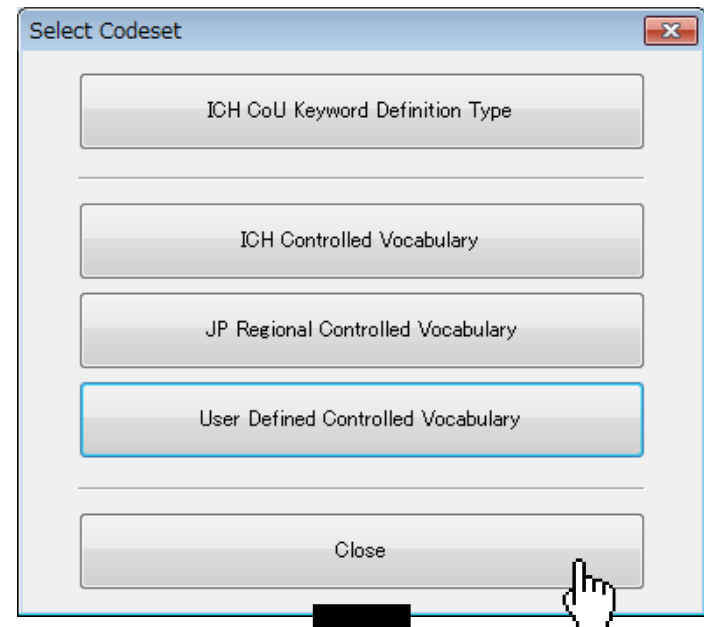 Select Codeset
ICH CoU Keyword Definition Type
ICH Controlled Vocabulary
JP Regional Controlled Vocabulary
User Defined Controlled Vocabulary
Close